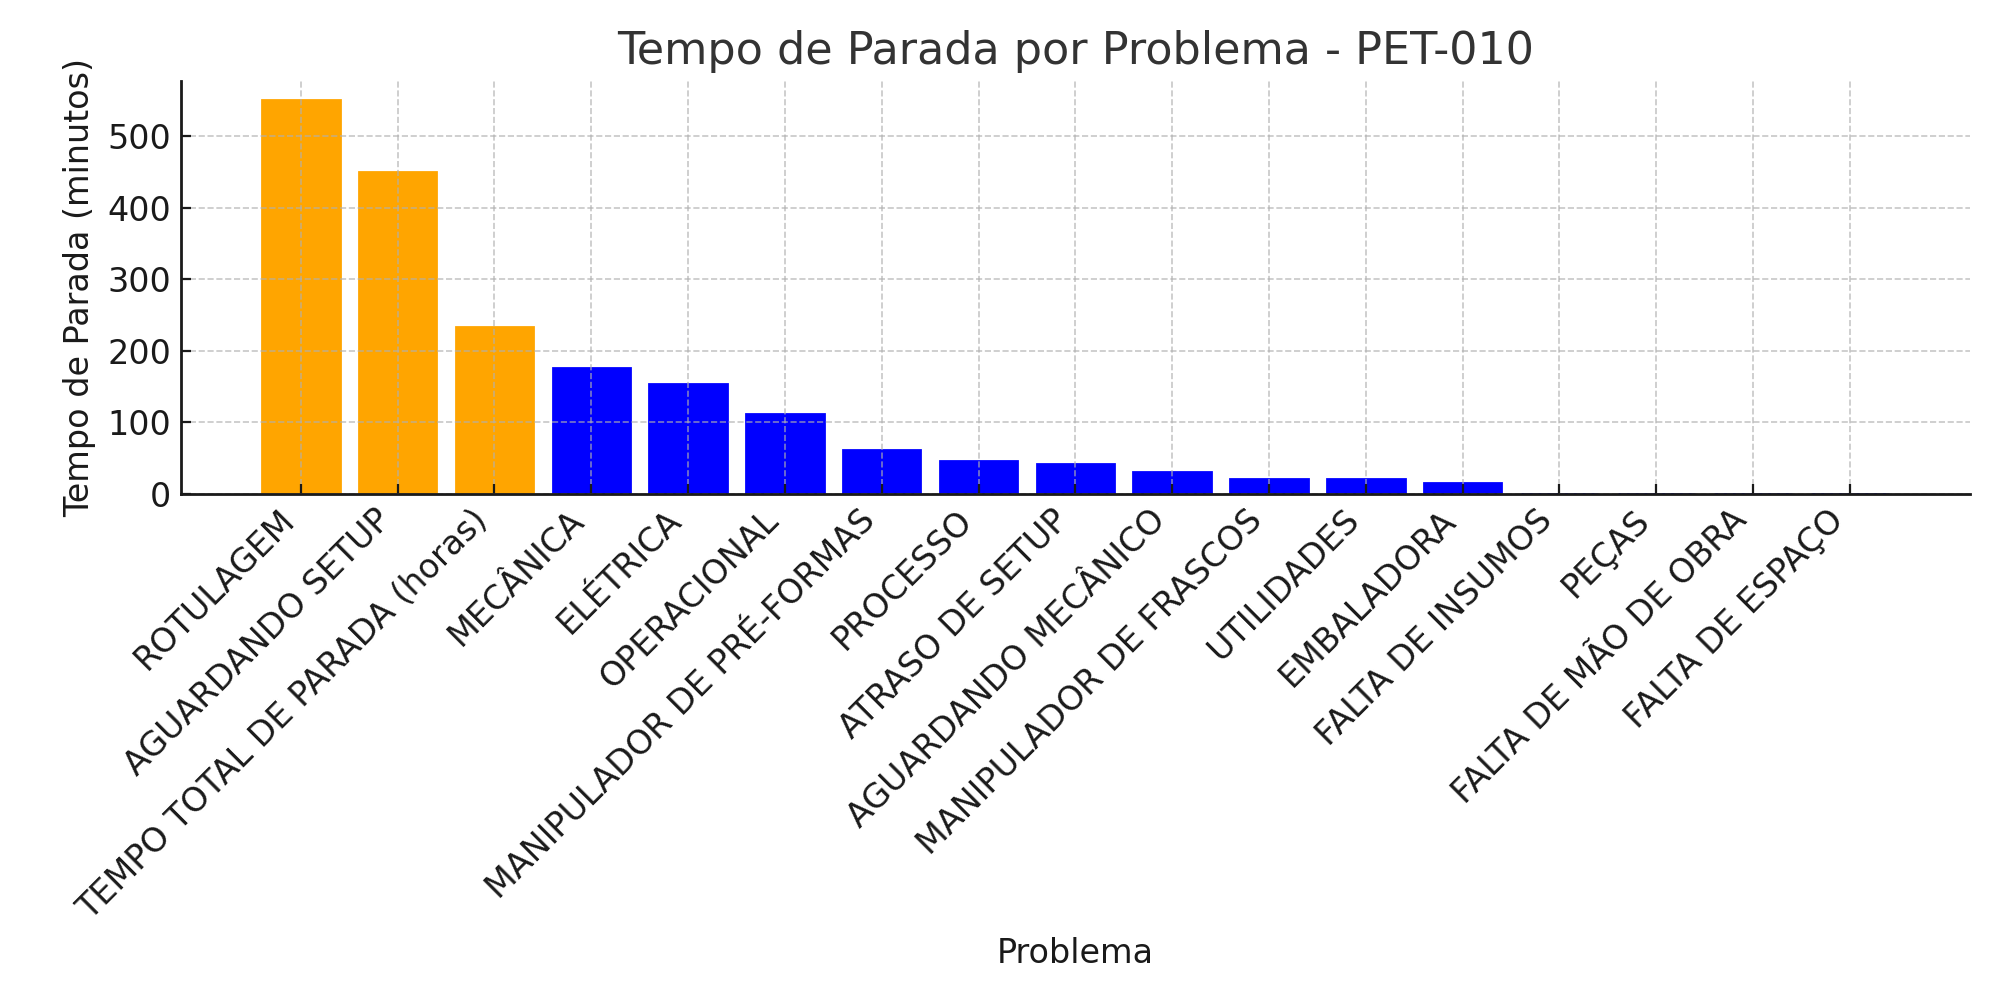 Tempo de Parada por Problema - PET-010
Tempo de Parada (minutos)
500
400
300
200
100
0
ROTULAGEM
AGUARDANDO SETUP
TEMPO TOTAL DE PARADA (horas)
MECÂNICA
ELÉTRICA
OPERACIONAL
MANIPULADOR DE PRÉ-FORMAS
PROCESSO
ATRASO DE SETUP
AGUARDANDO MECÂNICO
MANIPULADOR DE FRASCOS
UTILIDADES
EMBALADORA
FALTA DE INSUMOS
PEÇAS
FALTA DE MÃO DE OBRA
FALTA DE ESPAÇO
Problema